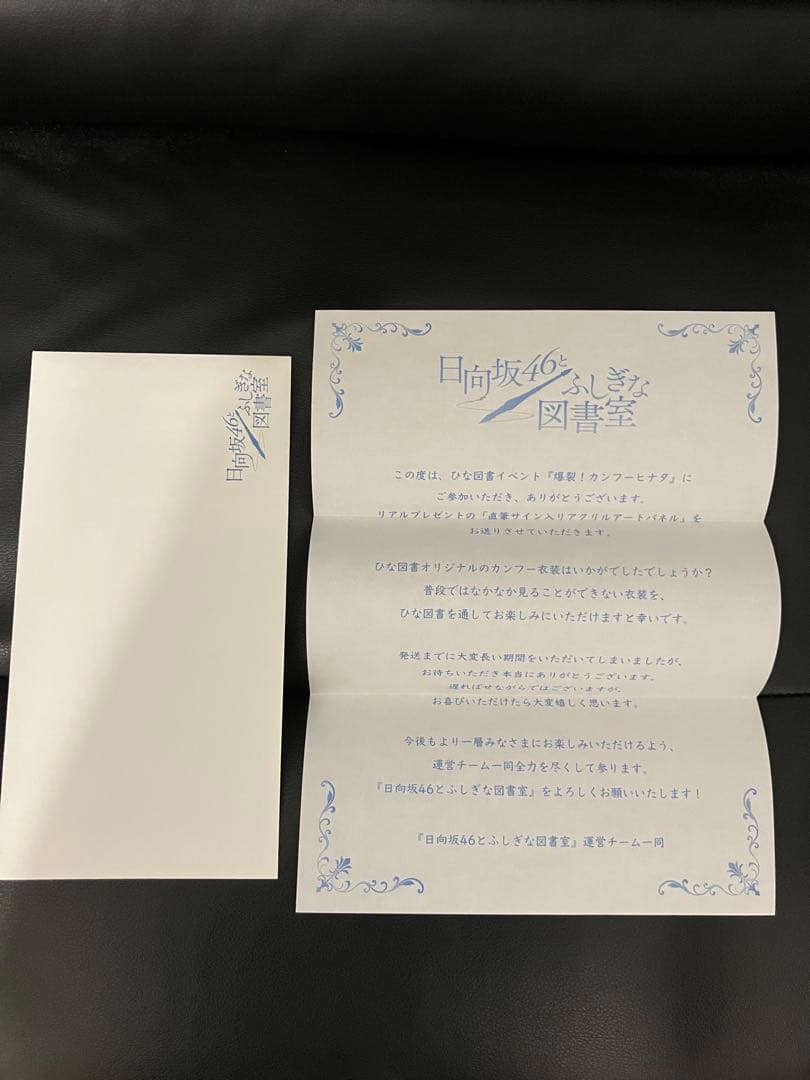 日向坂46と
ふしぎな
図書室
日向坂46と
ふしぎな
図書室
この度は、ひな図書イベント『爆裂！カンフーヒナタ』に
ご参加いただき、ありがとうございます。
リアルプレゼントの「直筆サイン入りアクリルアートパネル」を
お送りさせていただきます。
ひな図書オリジナルのカンフー衣装はいかがでしたでしょうか？
普段ではなかなか見ることができない衣装を、
ひな図書を通してお楽しみにいただけますと幸いです。
発送までに大変長い期間をいただいてしまいましたが、
お待ちいただき本当にありがとうございます。
遅ればせながらではございますが、
お喜びいただけたら大変嬉しく思います。
今後もより一層みなさまにお楽しみいただけるよう、
運営チーム一同全力を尽くして参ります。
『日向坂46とふしぎな図書室』をよろしくお願いいたします！
『日向坂46とふしぎな図書室』運営チーム一同